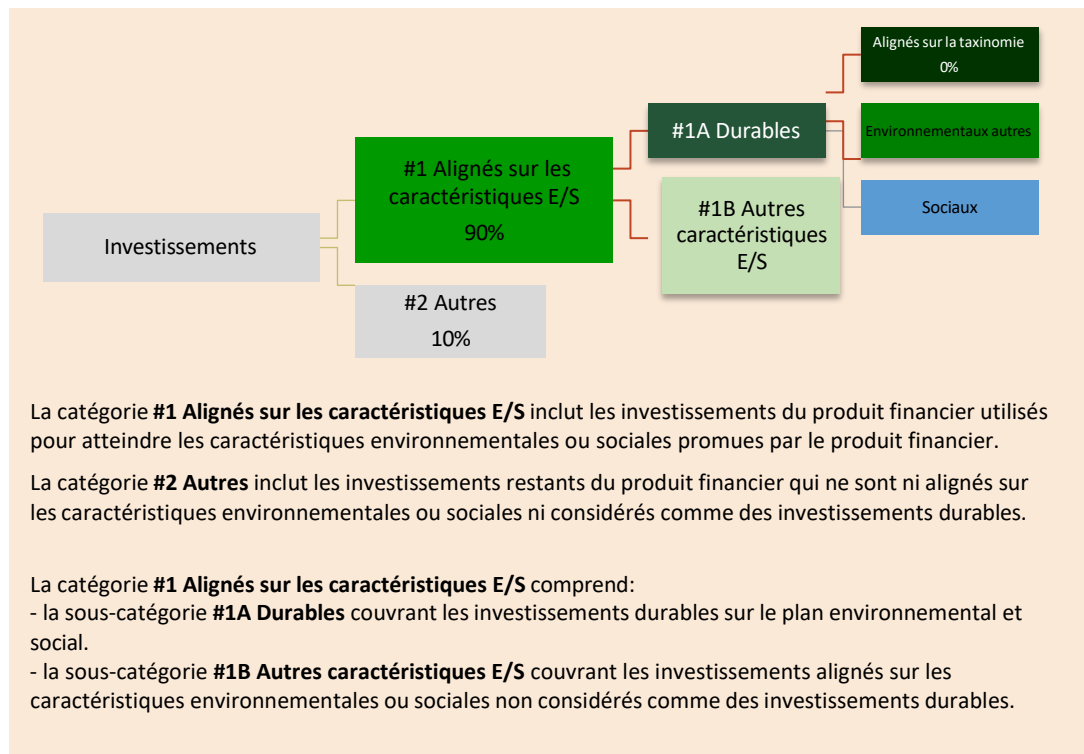 Alignés sur la taxinomie
0%
#1A Durables
Environnementaux autres
#1 Alignés sur les
caractéristiques E/S
90%
#1B Autres
caractéristiques
E/S
Sociaux
Investissements
#2 Autres
10%
La catégorie #1 Alignés sur les caractéristiques E/S inclut les investissements du produit financier utilisés
pour atteindre les caractéristiques environnementales ou sociales promues par le produit financier.
La catégorie #2 Autres inclut les investissements restants du produit financier qui ne sont ni alignés sur
les caractéristiques environnementales ou sociales ni considérés comme des investissements durables.
La catégorie #1 Alignés sur les caractéristiques E/S comprend:
- la sous-catégorie #1A Durables couvrant les investissements durables sur le plan environnemental et
social.
- la sous-catégorie #1B Autres caractéristiques E/S couvrant les investissements alignés sur les
caractéristiques environnementales ou sociales non considérés comme des investissements durables.